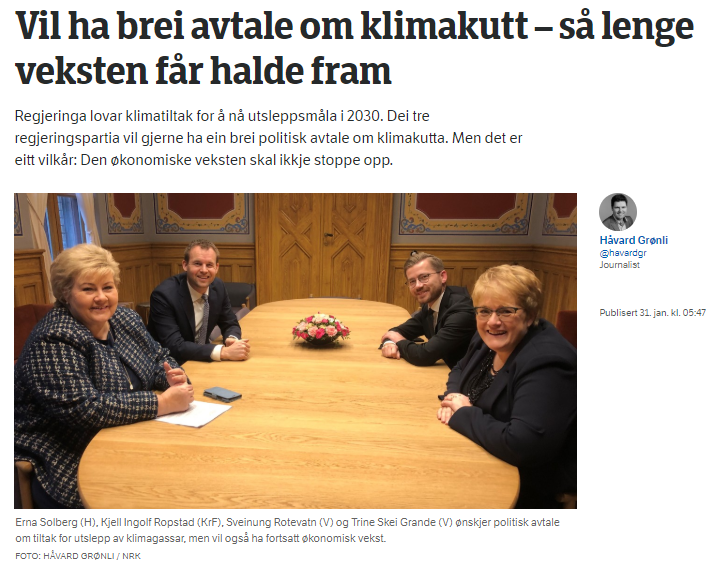 Vil ha brei avtale om klimakutt – så lenge
veksten får halde fram
Regjeringa lovar klimatiltak for å nå utsleppsmåla i 2030. Dei tre
regjeringspartia vil gjerne ha ein brei politisk avtale om klimakutta. Men det er
eitt vilkår: Den økonomiske veksten skal ikkje stoppe opp.
Håvard Grønli
@havardgr
Journalist
Publisert 31. jan. kl. 05:47
Erna Solberg (H), Kjell Ingolf Ropstad (KrF), Sveinung Rotevatn (V) og Trine Skei Grande (V) ønskjer politisk avtale
om tiltak for utslepp av klimagassar, men vil også ha fortsatt økonomisk vekst.
FOTO: HÅVARD GRØNLI / NRK